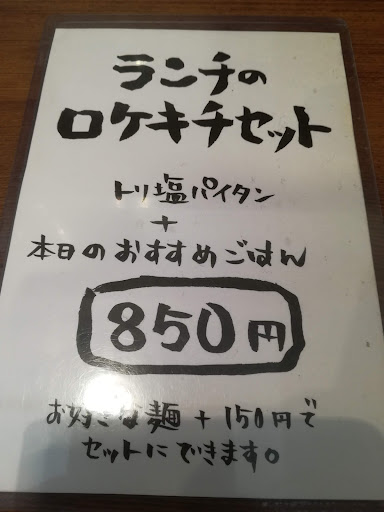 ランチの
ロケキチセット
トリ塩パイタン
+
本日のおすすめごはん
850円
お好きな麺+150円で
セットにできます。